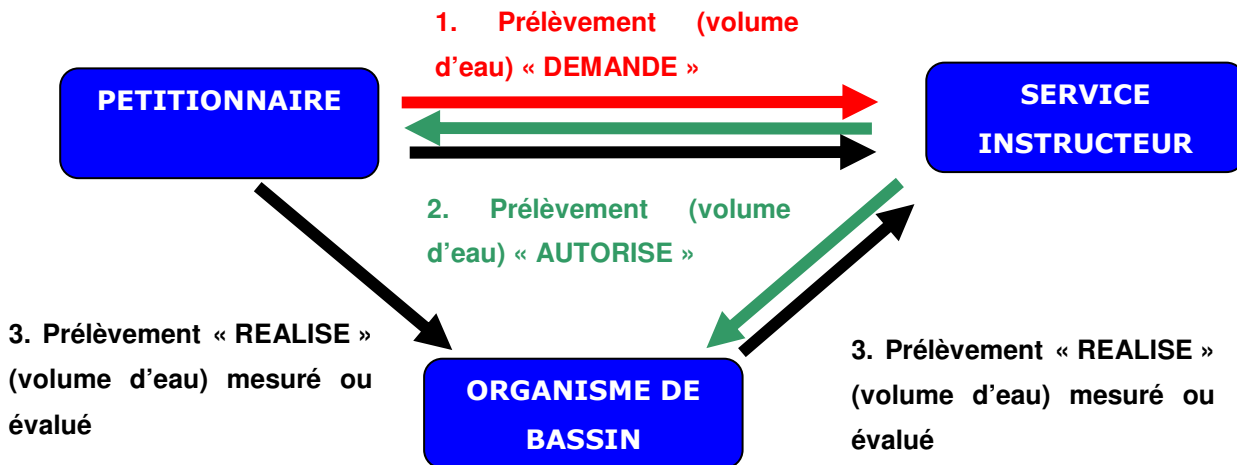 1. Prélèvement (volume
d'eau) « DEMANDE »
PETITIONNAIRE
SERVICE
INSTRUCTEUR
2. Prélèvement (volume
d'eau) « AUTORISE »
3. Prélèvement « REALISE »
(volume d'eau) mesuré ou
évalué
ORGANISME DE
BASSIN
3. Prélèvement « REALISE »
(volume d'eau) mesuré ou
évalué